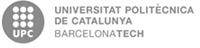 UPC
UNIVERSITAT POLITÈCNICA
DE CATALUNYA
BARCELONATECH